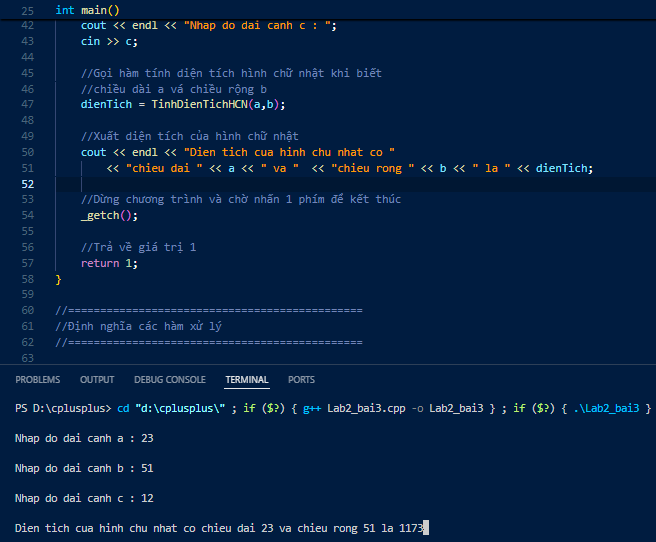 25 int main()
42 cout << endl << "Nhap do dai canh c : ";
43 cin >> c;
44
45 //Gọi hàm tính diện tích hình chữ nhật khi biết
46 //chiều dài a vá chiều rộng b
47 dienTich = TinhDienTichHCN(a,b);
48
49 //Xuất diện tích của hình chữ nhật
50 cout << endl << "Dien tich cua hinh chu nhat co "
51 << "chieu dai " << a << " va " << "chieu rong " << b << " la " << dienTich;
52
53 //Dừng chương trình và chờ nhấn 1 phím để kết thúc
54 _getch();
55
56 //Trả về giá trị 1
57 return 1;
58 }
59
60 //==============================================
61 //Định nghĩa các hàm xử lý
62 //==============================================
63
PROBLEMS OUTPUT DEBUG CONSOLE TERMINAL PORTS
PS D:\cplusplus> cd "d:\cplusplus\" ; if ($?) { g++ Lab2_bai3.cpp -o Lab2_bai3 } ; if ($?) { .\Lab2_bai3 }
Nhap do dai canh a : 23
Nhap do dai canh b : 51
Nhap do dai canh c : 12
Dien tich cua hinh chu nhat co chieu dai 23 va chieu rong 51 la 1173